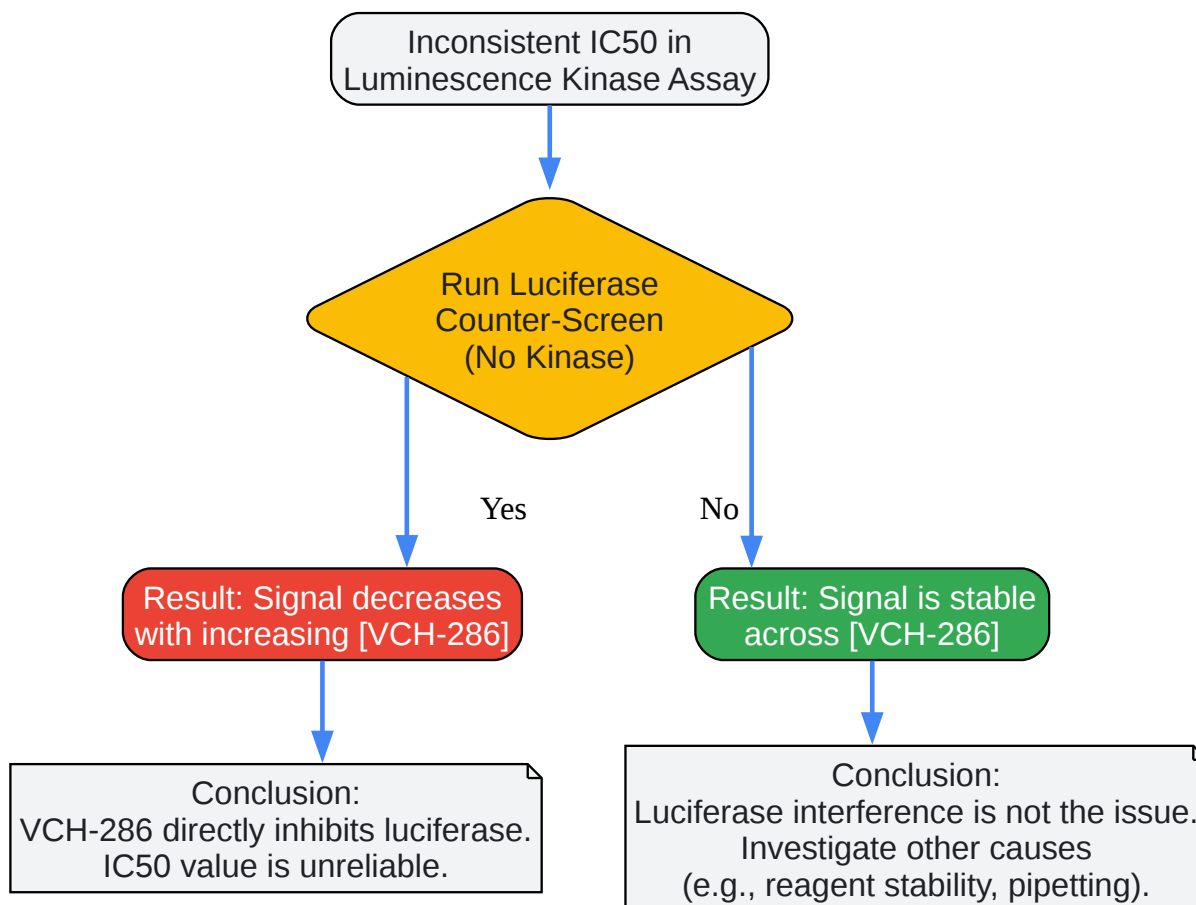 Inconsistent IC50 in
Luminescence Kinase Assay
Run Luciferase
Counter-Screen
(No Kinase)
Yes
No
Result: Signal decreases
with increasing [VCH-286]
Result: Signal is stable
across [VCH-286]
Conclusion:
VCH-286 directly inhibits luciferase.
IC50 value is unreliable.
Conclusion:
Luciferase interference is not the issue.
Investigate other causes
(e.g., reagent stability, pipetting).